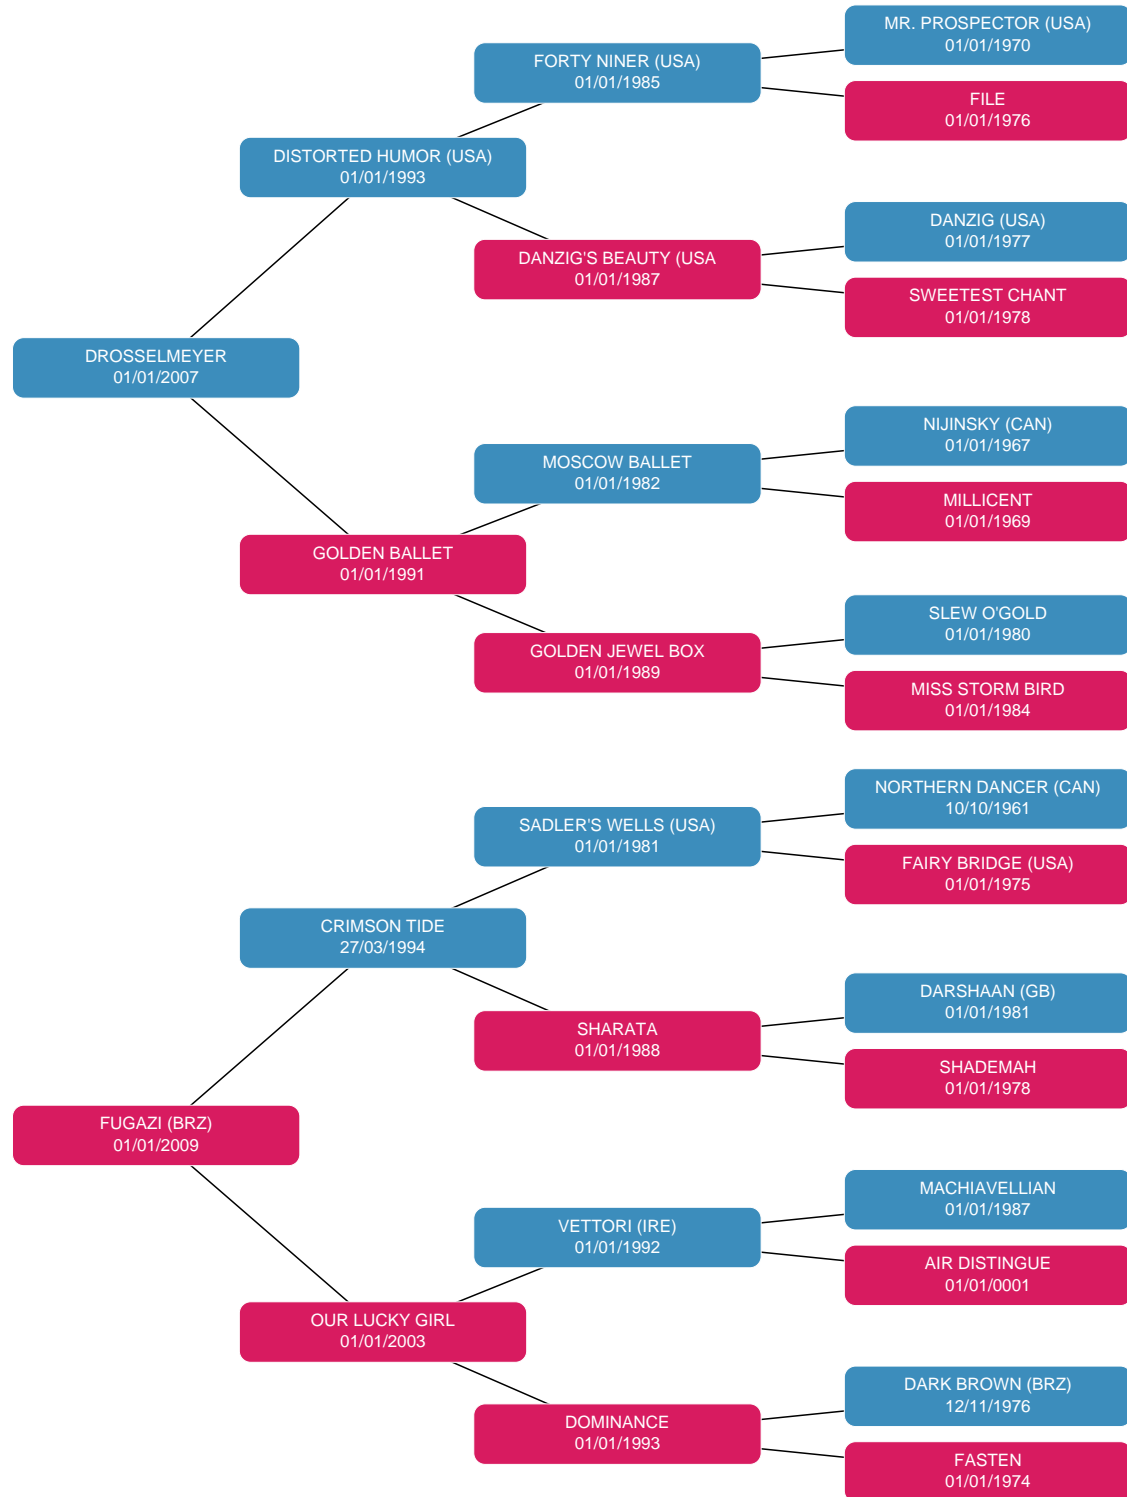 MR. PROSPECTOR (USA)
01/01/1970
FORTY NINER (USA)
01/01/1985
FILE
01/01/1976
DISTORTED HUMOR (USA)
01/01/1993
DANZIG (USA)
01/01/1977
DANZIG'S BEAUTY (USA
01/01/1987
SWEETEST CHANT
01/01/1978
DROSSELMEYER
01/01/2007
NIJINSKY (CAN)
01/01/1967
MOSCOW BALLET
01/01/1982
MILLICENT
01/01/1969
GOLDEN BALLET
01/01/1991
SLEW O'GOLD
01/01/1980
GOLDEN JEWEL BOX
01/01/1989
MISS STORM BIRD
01/01/1984
NORTHERN DANCER (CAN)
10/10/1961
SADLER'S WELLS (USA)
01/01/1981
FAIRY BRIDGE (USA)
01/01/1975
CRIMSON TIDE
27/03/1994
DARSHAAN (GB)
01/01/1981
SHARATA
01/01/1988
SHADEMAH
01/01/1978
FUGAZI (BRZ)
01/01/2009
MACHIAVELLIAN
01/01/1987
VETTORI (IRE)
01/01/1992
AIR DISTINGUE
01/01/0001
OUR LUCKY GIRL
01/01/2003
DARK BROWN (BRZ)
12/11/1976
DOMINANCE
01/01/1993
FASTEN
01/01/1974